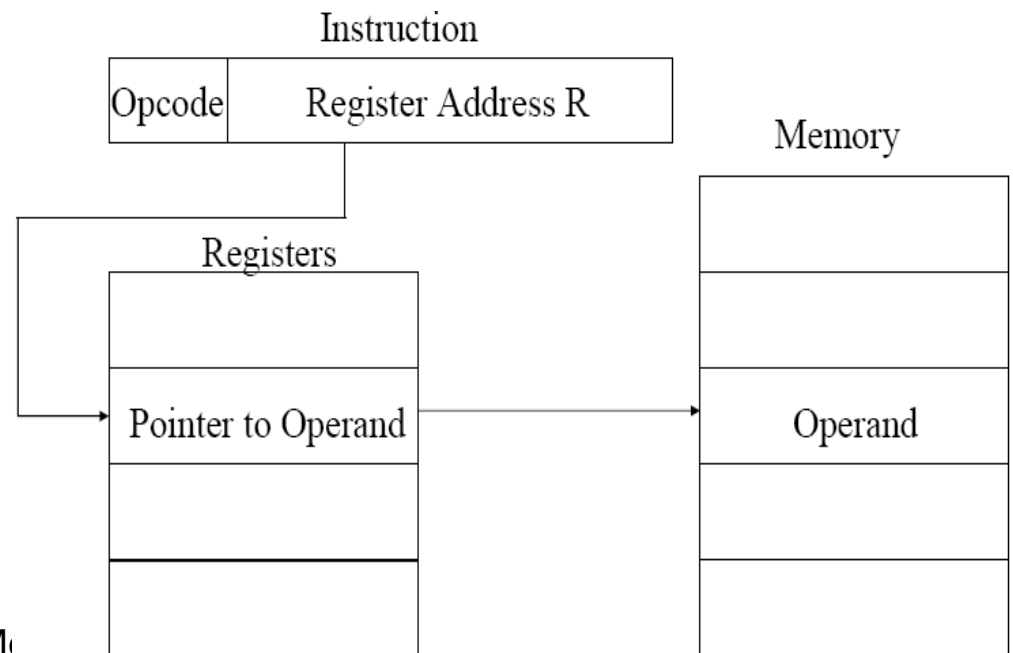 Instruction
Opcode Register Address R
Memory
Registers
Pointer to Operand
Operand